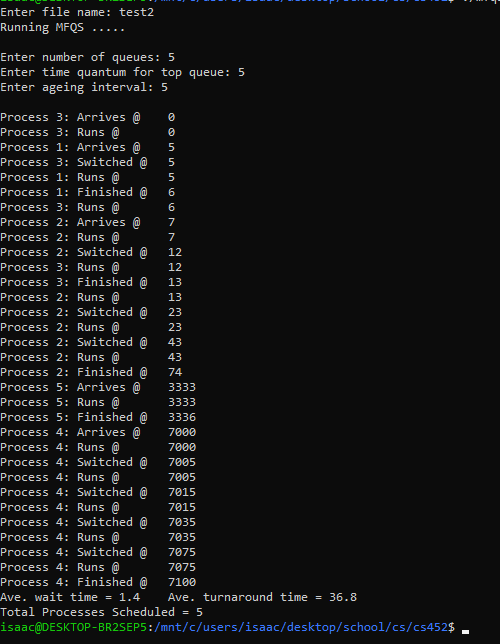 Enter file name: test2
Running MFQS .....
Enter number of queues: 5
Enter time quantum for top queue: 5
Enter ageing interval: 5
Process 3: Arrives @ 0
Process 3: Runs @ 0
Process 1: Arrives @ 5
Process 3: Switched @ 5
Process 1: Runs @ 5
Process 1: Finished @ 6
Process 3: Runs @ 6
Process 2: Arrives @ 7
Process 2: Runs @ 7
Process 2: Switched @ 12
Process 3: Runs @ 12
Process 3: Finished @ 13
Process 2: Runs @ 13
Process 2: Switched @ 23
Process 2: Runs @ 23
Process 2: Switched @ 43
Process 2: Runs @ 43
Process 2: Finished @ 74
Process 5: Arrives @ 3333
Process 5: Runs @ 3333
Process 5: Finished @ 3336
Process 4: Arrives @ 7000
Process 4: Runs @ 7000
Process 4: Switched @ 7005
Process 4: Runs @ 7005
Process 4: Switched @ 7015
Process 4: Runs @ 7015
Process 4: Switched @ 7035
Process 4: Runs @ 7035
Process 4: Switched @ 7075
Process 4: Runs @ 7075
Process 4: Finished @ 7100
Ave. wait time = 1.4 Ave. turnaround time = 36.8
Total Processes Scheduled = 5
isaac@DESKTOP-BR2SEP5:/mnt/c/users/isaac/desktop/school/cs/cs452$